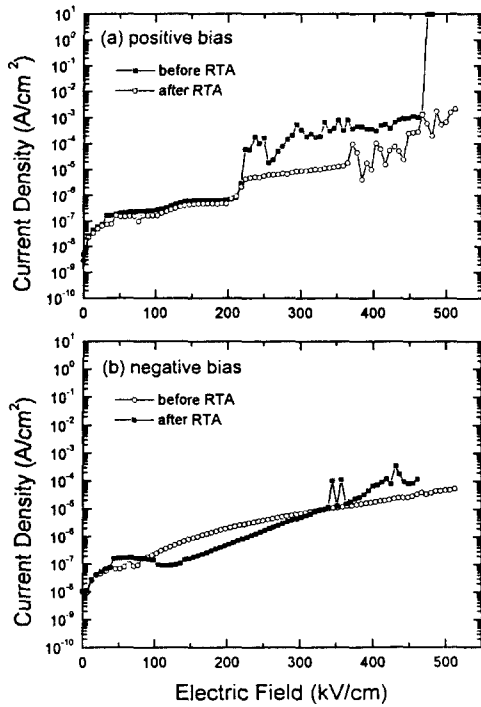 (a) positive bias
before RTA
after RTA
Current Density (A/cm²)
10¹
10⁰
10⁻¹
10⁻²
10⁻³
10⁻⁴
10⁻⁵
10⁻⁶
10⁻⁷
10⁻⁸
10⁻⁹
10⁻¹⁰
0 100 200 300 400 500
(b) negative bias
before RTA
after RTA
Current Density (A/cm²)
10¹
10⁰
10⁻¹
10⁻²
10⁻³
10⁻⁴
10⁻⁵
10⁻⁶
10⁻⁷
10⁻⁸
10⁻⁹
10⁻¹⁰
0 100 200 300 400 500
Electric Field (kV/cm)